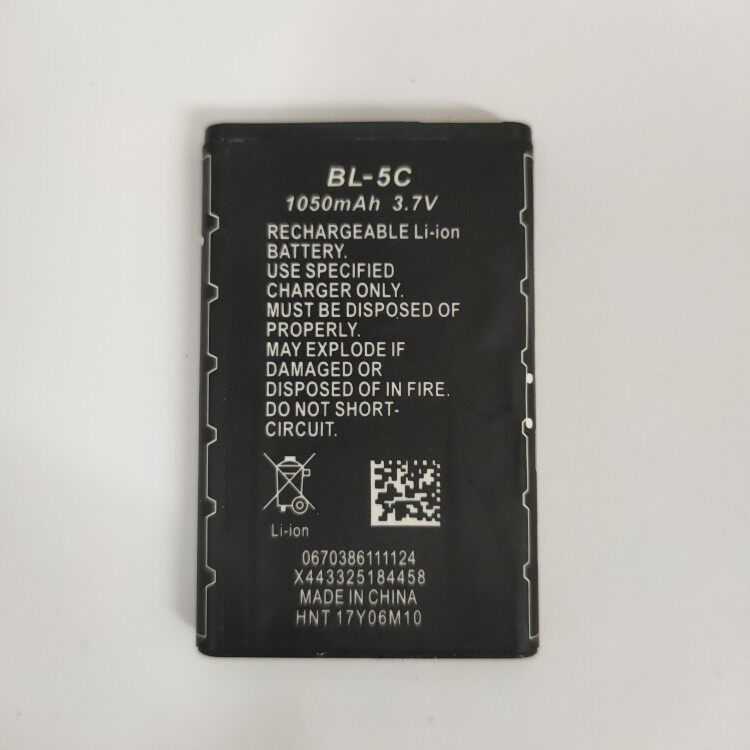 BL-5C
1050mAh 3.7V
RECHARGEABLE Li-ion
BATTERY.
USE SPECIFIED
CHARGER ONLY.
MUST BE DISPOSED OF
PROPERLY.
MAY EXPLODE IF
DAMAGED OR
DISPOSED OF IN FIRE.
DO NOT SHORT-
CIRCUIT.
Li-ion
0670386111124
X443325184458
MADE IN CHINA
HNT 17Y06M10